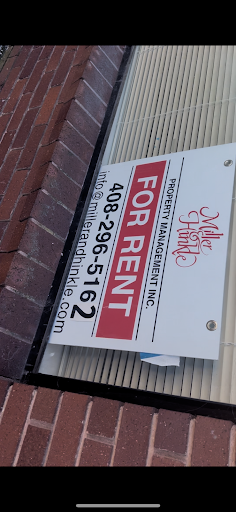 Miller
& Hinkle
PROPERTY MANAGEMENT INC.
FOR RENT
408-296-5162
info@millerandhinkle.com